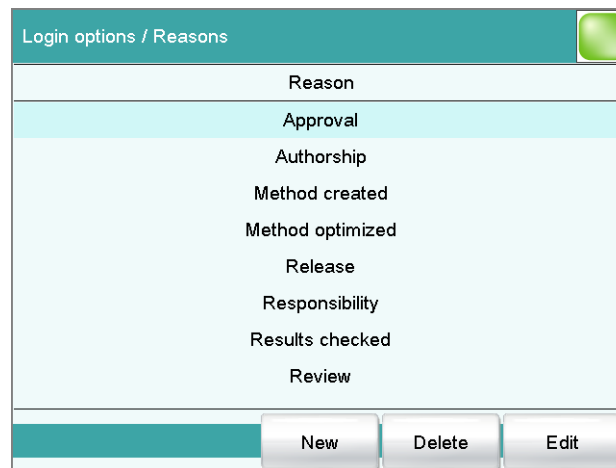 Login options / Reasons
Reason
Approval
Authorship
Method created
Method optimized
Release
Responsibility
Results checked
Review
New Delete Edit